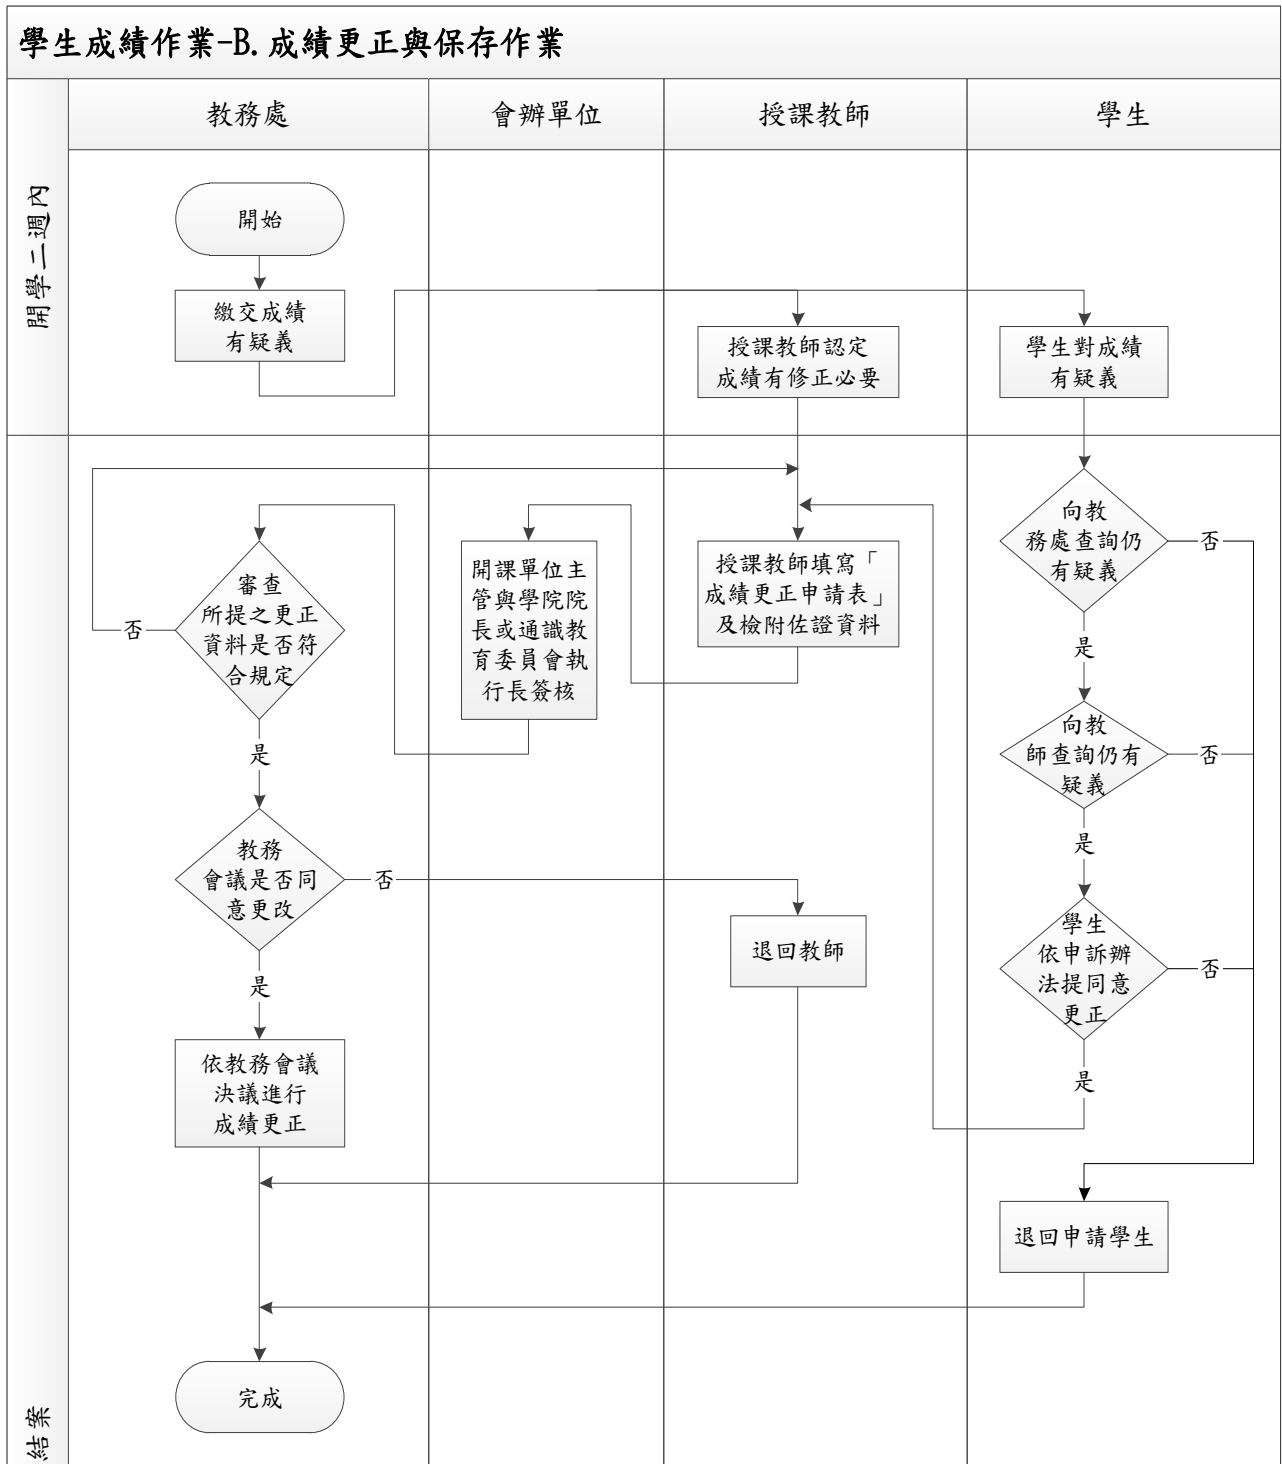 學生成績作業-B.成績更正與保存作業
教務處
會辦單位
授課教師
學生
開學二週內
開始
繳交成績
有疑義
授課教師認定
成績有修正必要
學生對成績
有疑義
結案
審查
所提之更正
資料是否符
合規定
否
是
開課單位主
管與學院院
長或通識教
育委員會執
行長簽核
授課教師填寫「
成績更正申請表」
及檢附佐證資料
向教
務處查詢仍
有疑義
否
是
向教
師查詢仍有
疑義
否
是
教務
會議是否同
意更改
否
是
退回教師
學生
依申訴辦
法提同意
更正
否
是
依教務會議
決議進行
成績更正
退回申請學生
完成